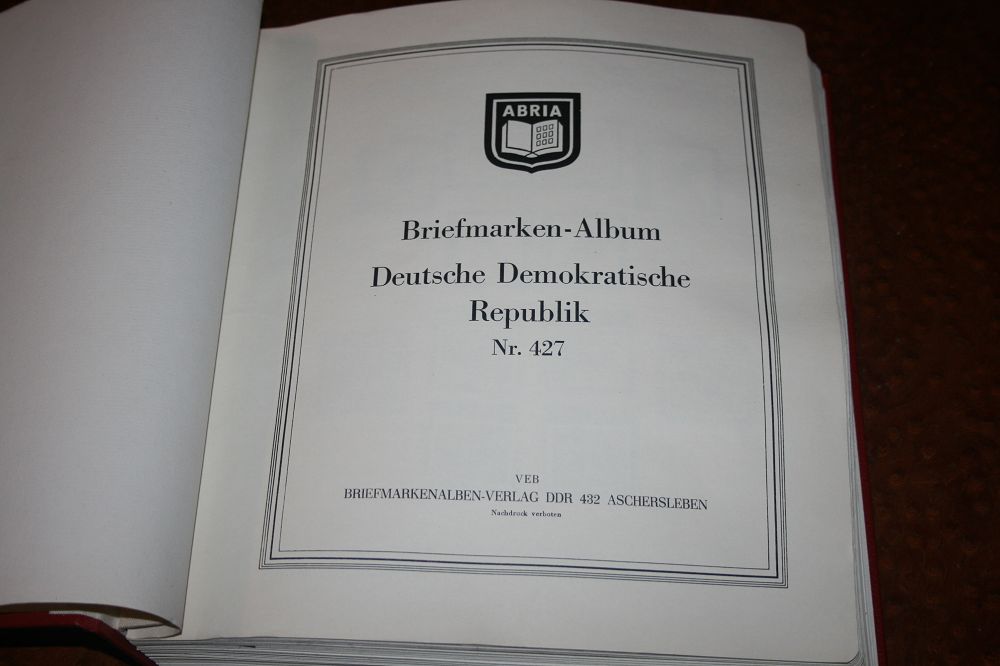 ABRIA
Briefmarken-Album
Deutsche Demokratische
Republik
Nr. 427
VEB
BRIEFMARKENALBEN-VERLAG DDR 432 ASCHERSLEBEN
Nachdruck verboten